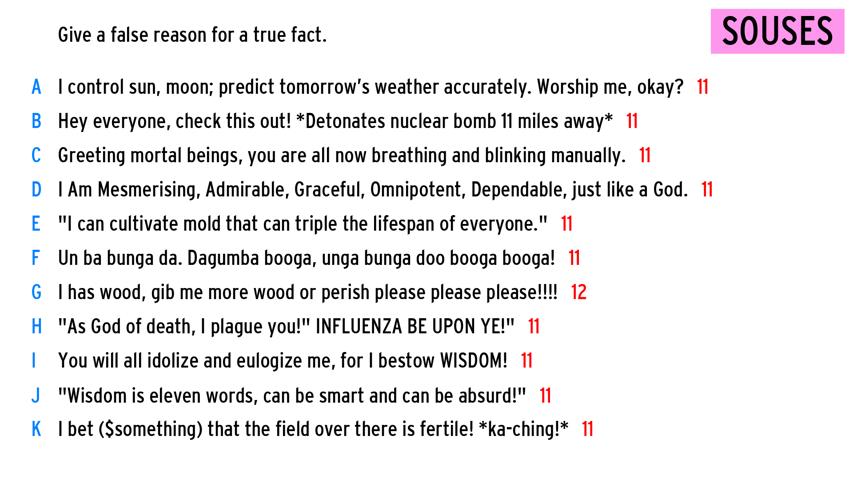 Give a false reason for a true fact.
SOUSES
A I control sun, moon; predict tomorrow's weather accurately. Worship me, okay? 11
B Hey everyone, check this out! *Detonates nuclear bomb 11 miles away* 11
C Greeting mortal beings, you are all now breathing and blinking manually. 11
D I Am Mesmerising, Admirable, Graceful, Omnipotent, Dependable, just like a God. 11
E "I can cultivate mold that can triple the lifespan of everyone." 11
F Un ba bunga da. Dagumba booga, unga bunga doo booga booga! 11
G I has wood, gib me more wood or perish please please please!!!! 12
H "As God of death, I plague you!" INFLUENZA BE UPON YE!" 11
I You will all idolize and eulogize me, for I bestow WISDOM! 11
J "Wisdom is eleven words, can be smart and can be absurd!" 11
K I bet ($something) that the field over there is fertile! *ka-ching!* 11